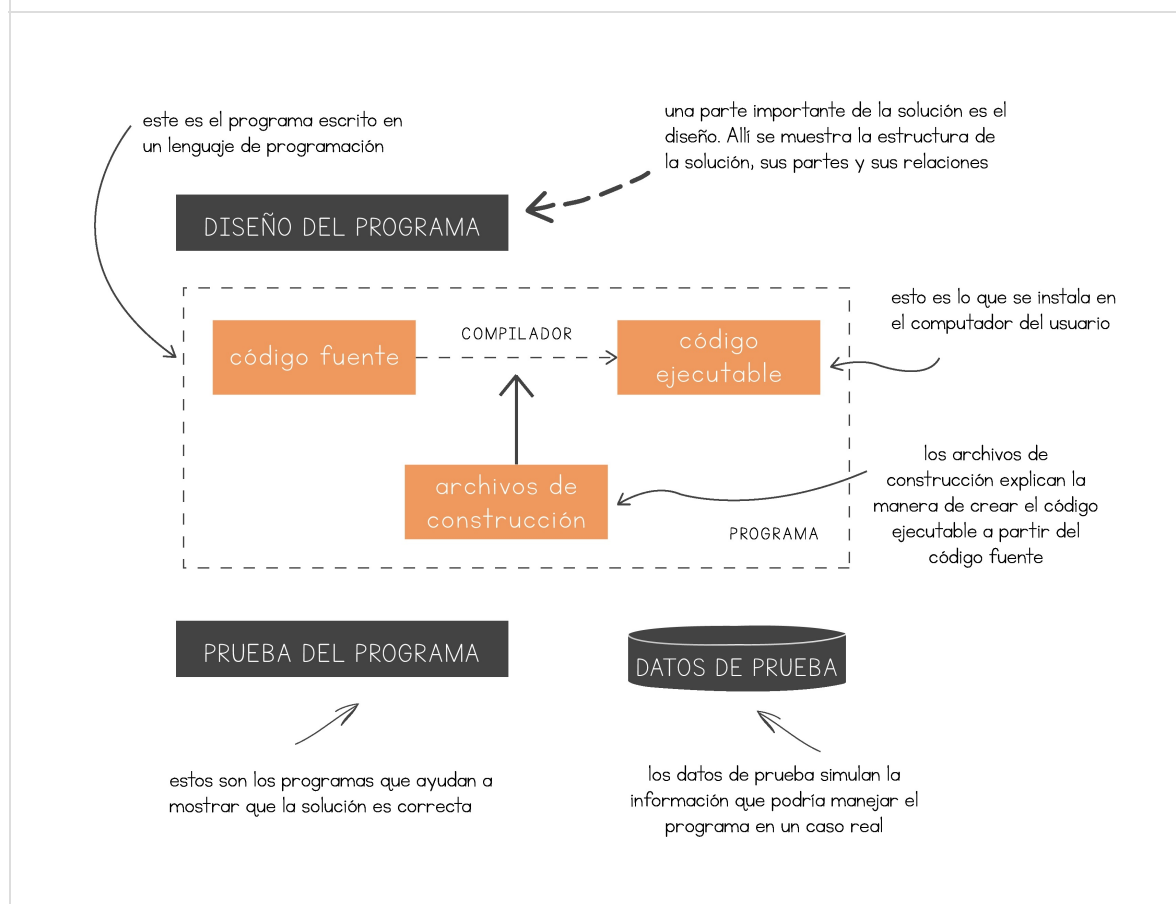 este es el programa escrito en
un lenguaje de programación
una parte importante de la solución es el
diseño. Allí se muestra la estructura de
la solución, sus partes y sus relaciones
DISEÑO DEL PROGRAMA
esto es lo que se instala en
el computador del usuario
código fuente
COMPILADOR
código
ejecutable
archivos de
construcción
los archivos de
construcción explican la
manera de crear el código
ejecutable a partir del
código fuente
PROGRAMA
PRUEBA DEL PROGRAMA
DATOS DE PRUEBA
estos son los programas que ayudan a
mostrar que la solución es correcta
los datos de prueba simulan la
información que podría manejar el
programa en un caso real